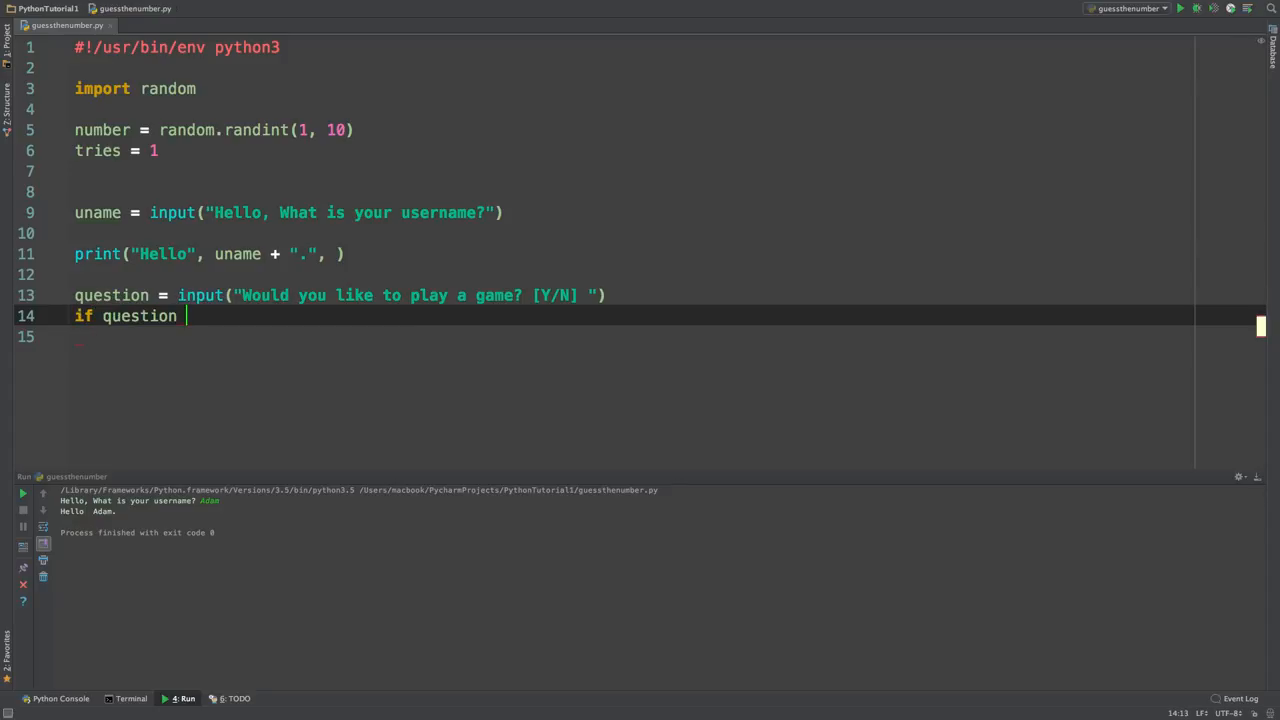 PythonTutorial1 guessthenumber.py
guessthenumber
guessthenumber.py
1: Project
Z: Structure
2: Favorites
Database
1 #!/usr/bin/env python3
2
3 import random
4
5 number = random.randint(1, 10)
6 tries = 1
7
8
9 uname = input("Hello, What is your username?")
10
11 print("Hello", uname + ".", )
12
13 question = input("Would you like to play a game? [Y/N] ")
14 if question
15
Run guessthenumber
/Library/Frameworks/Python.framework/Versions/3.5/bin/python3.5 /Users/macbook/PycharmProjects/PythonTutorial1/guessthenumber.py
Hello, What is your username? Adam
Hello  Adam.
Process finished with exit code 0
Python Console Terminal 4: Run 6: TODO Event Log
14:13 LF÷ UTF-8÷